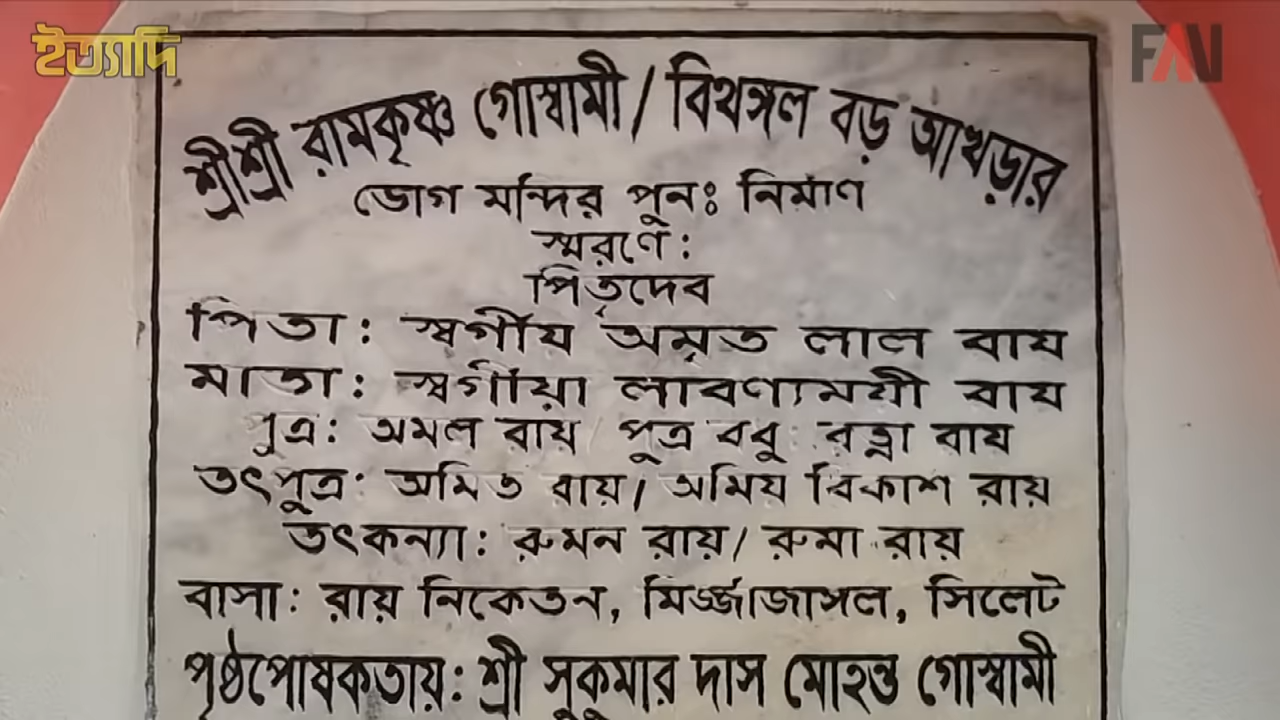 ইত্যাদি
FAV
শ্রীশ্রী রামকৃষ্ণ গোস্বামী / বিথঙ্গল বড় আখড়ার
ভোগ মন্দির পুনঃ নির্মাণ
স্মরণে :
পিতৃদেব
পিতা : স্বর্গীয় অমৃত লাল রায়
মাতা : স্বর্গীয়া লাবণ্যময়ী রায়
পুত্র : অমল রায় / পুত্র বধু : রত্না রায়
তৎপুত্র : অমিত রায় / অমিয় বিকাশ রায়
তৎকন্যা : রুমন রায় / রুমা রায়
বাসা : রায় নিকেতন, মির্জ্জাজাঙ্গল, সিলেট
পৃষ্ঠপোষকতায় : শ্রী সুকুমার দাস মোহন্ত গোস্বামী